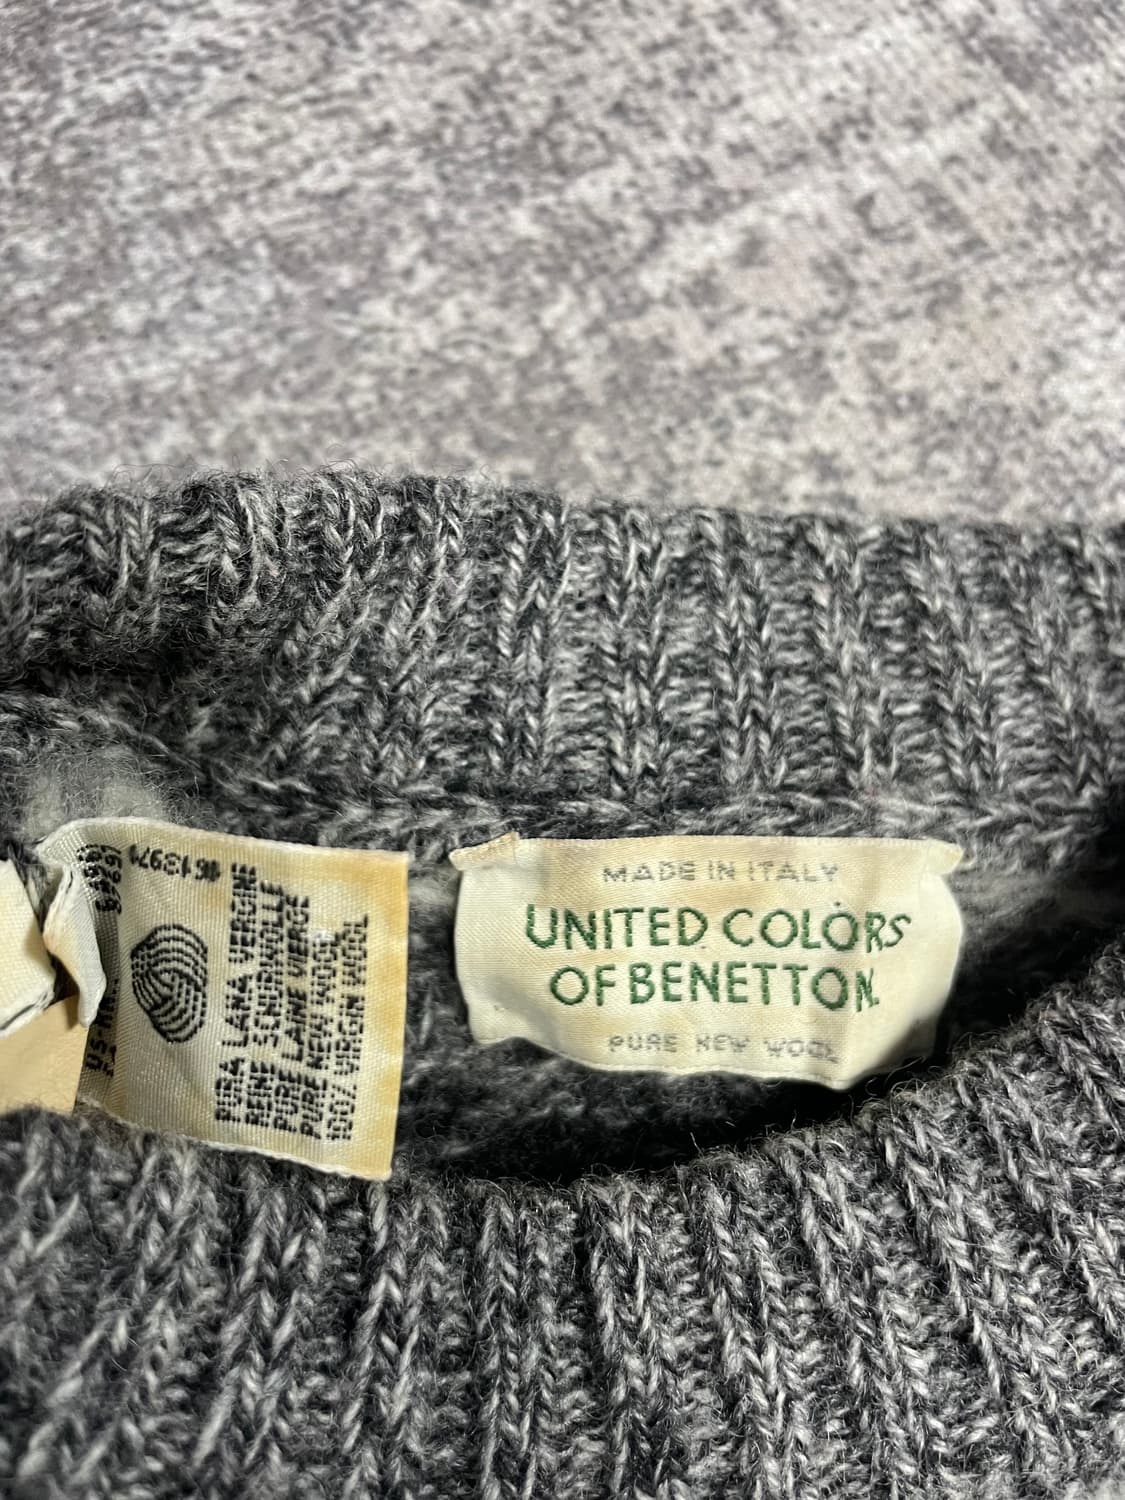 MADE IN ITALY
UNITED COLORS
OF BENETTON.
PURE NEW WOOL
PURA LANA VERGINE
REINE SCHURWOLLE
PURE LAINE VIERGE
PURE NEW WOOL
100% VIRGIN WOOL